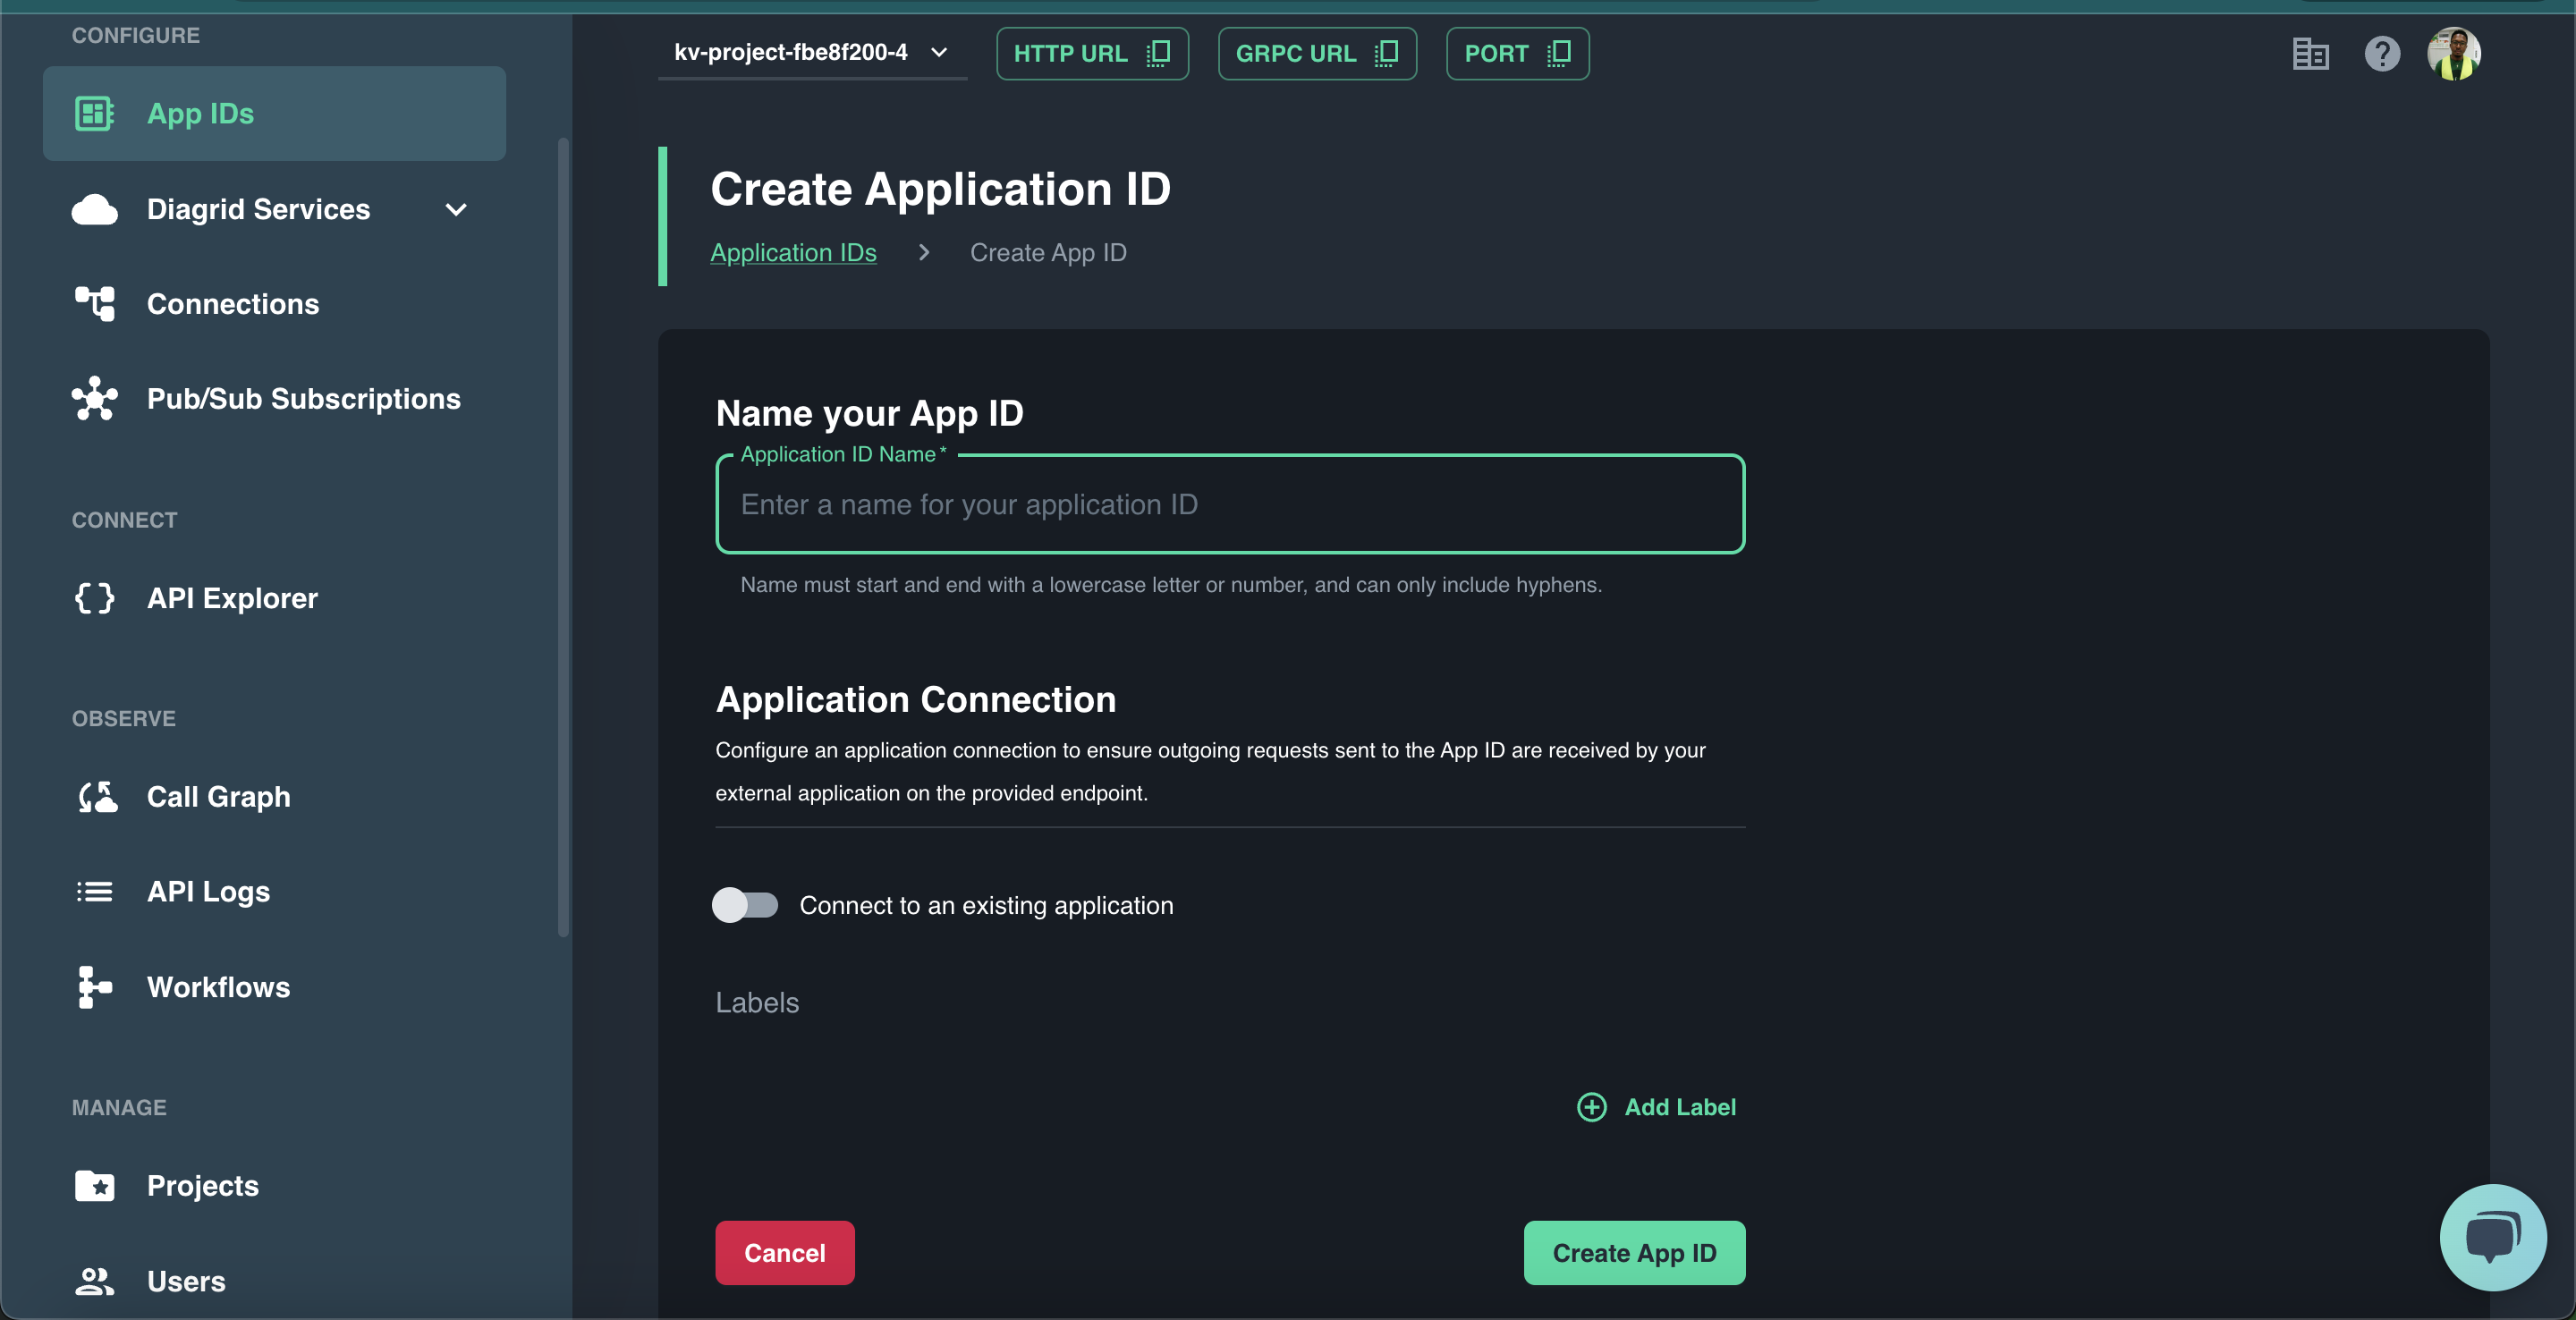 CONFIGURE
App IDs
Diagrid Services
Connections
Pub/Sub Subscriptions
CONNECT
API Explorer
OBSERVE
Call Graph
API Logs
Workflows
MANAGE
Projects
Users
kv-project-fbe8f200-4
HTTP URL
GRPC URL
PORT
Create Application ID
Application IDs > Create App ID
Name your App ID
Application ID Name *
Enter a name for your application ID
Name must start and end with a lowercase letter or number, and can only include hyphens.
Application Connection
Configure an application connection to ensure outgoing requests sent to the App ID are received by your
external application on the provided endpoint.
Connect to an existing application
Labels
Add Label
Cancel
Create App ID